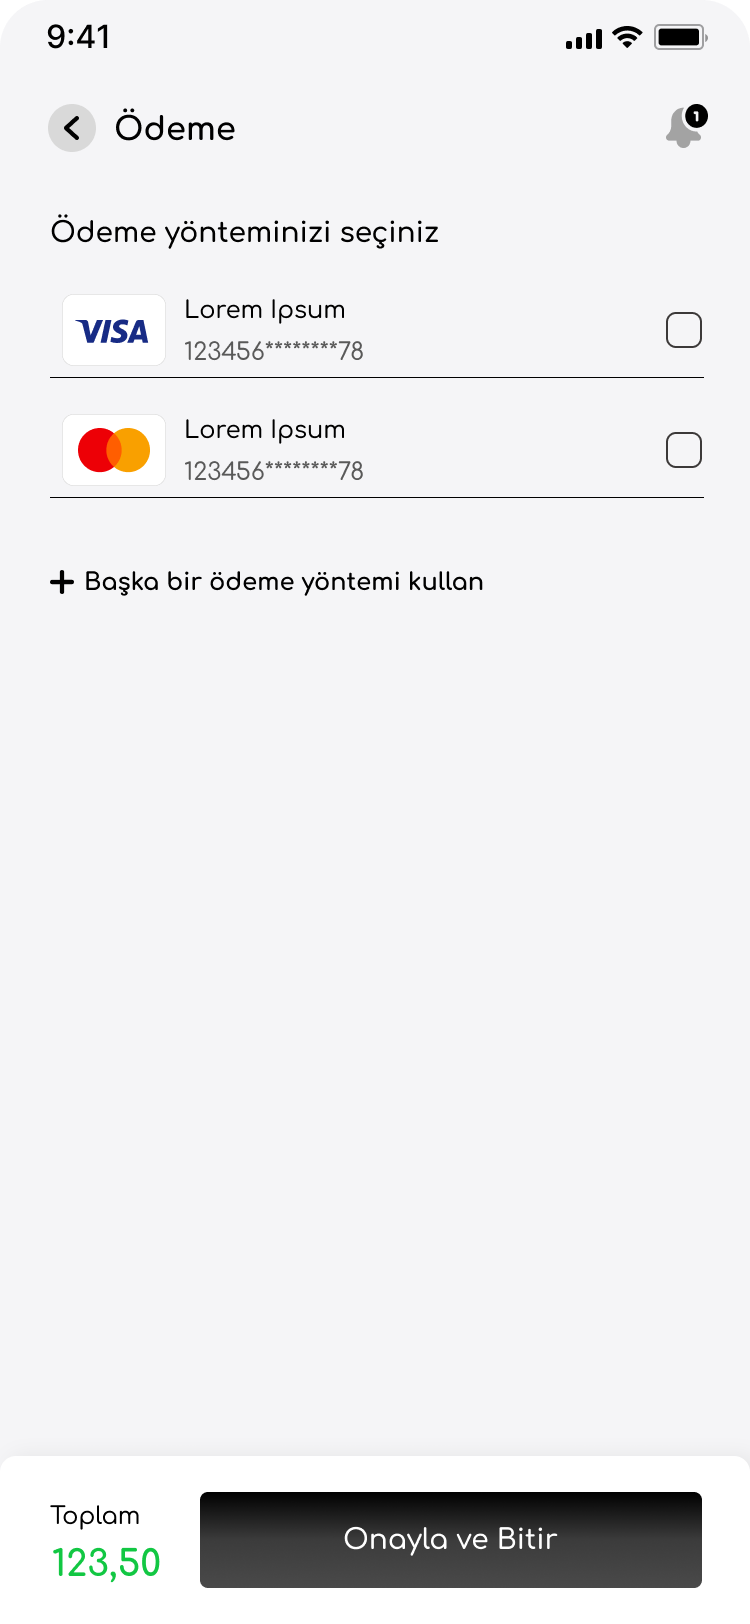 9:41
Ödeme
1
Ödeme yönteminizi seçiniz
VISA
Lorem Ipsum
123456********78
Lorem Ipsum
123456********78
+ Başka bir ödeme yöntemi kullan
Toplam
123,50
Onayla ve Bitir